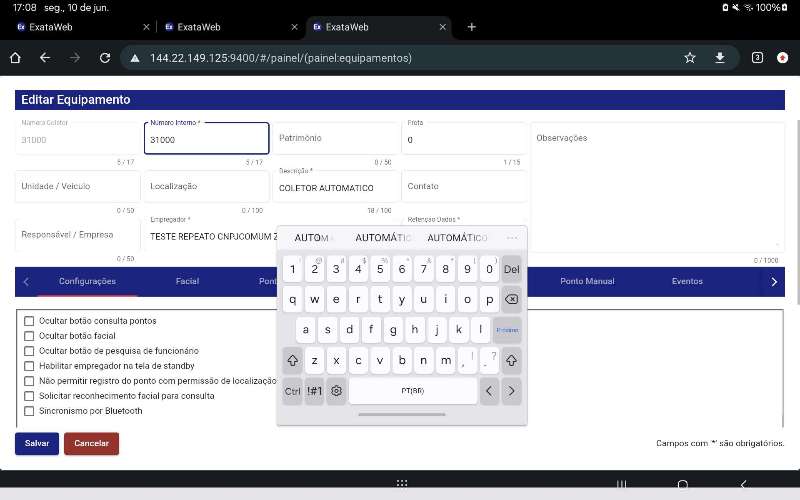 17:08 seg., 10 de jun. 100%
ExataWeb ExataWeb ExataWeb
144.22.149.125:9400/#/painel/(painel:equipamentos) 3
Editar Equipamento
Número Coletor Número Interno * Prefa
31000 31000 Patrimônio 0 Observações
5 / 17 5 / 17 0 / 50 1 / 15
Descrição *
Unidade / Veículo Localização COLETOR AUTOMATICO Contato
0 / 50 0 / 100 18 / 100
Empregador * Retenção Dados *
Responsável / Empresa TESTE REPEATO CNPJCOMUM
0 / 50 0 / 1000
AUTOM AUTOMÁTIC AUTOMÁTICO
Configurações Facial Pont Ponto Manual Eventos
1 2 3 4 5 6 7 8 9 0 Del
q w e r t y u i o p
a s d f g h j k l Próximo
z x c v b n m , ! . ?
Ctrl !#1 PT(BR) < >
Ocultar botão consulta pontos
Ocultar botão facial
Ocultar botão de pesquisa de funcionário
Habilitar empregador na tela de standby
Não permitir registro do ponto com permissão de localização
Solicitar reconhecimento facial para consulta
Sincronismo por Bluetooth
Salvar Cancelar Campos com '*' são obrigatórios.